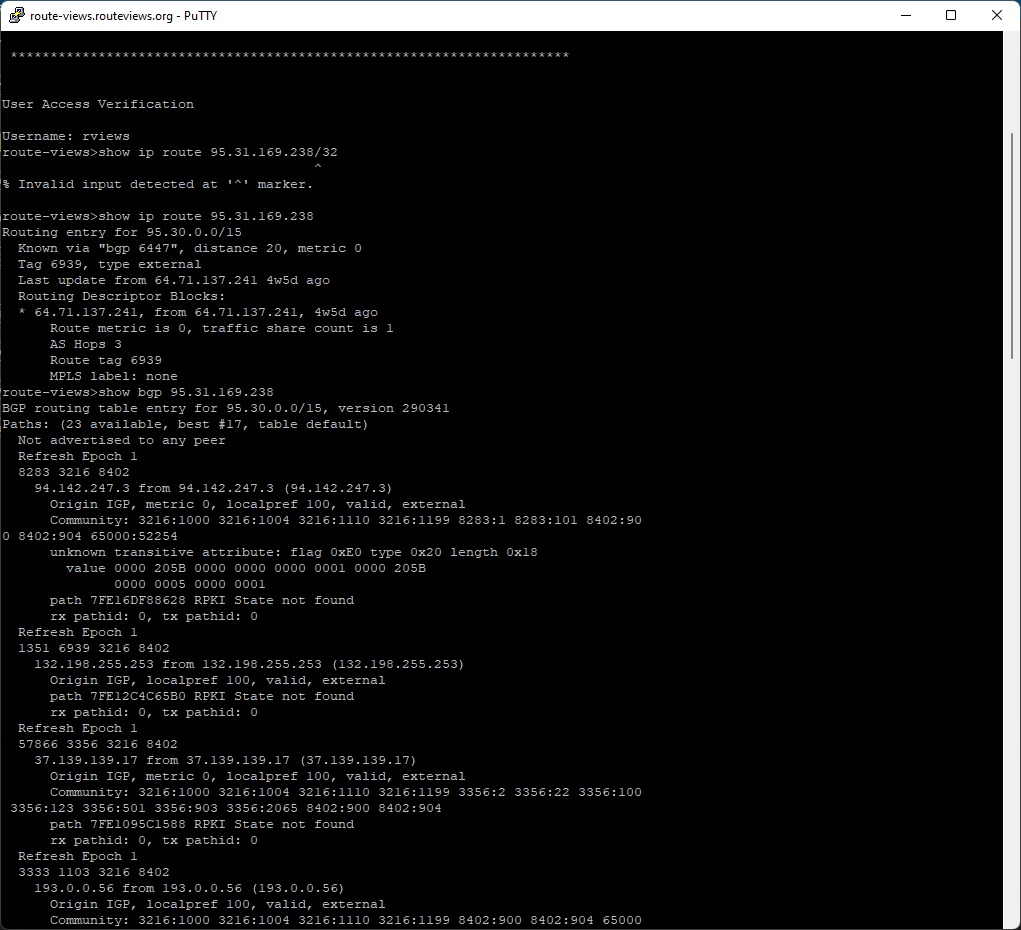 route-views.routeviews.org - PuTTY
**********************************************************************
User Access Verification
Username: rviews
route-views>show ip route 95.31.169.238/32
^
% Invalid input detected at '^' marker.
route-views>show ip route 95.31.169.238
Routing entry for 95.30.0.0/15
Known via "bgp 6447", distance 20, metric 0
Tag 6939, type external
Last update from 64.71.137.241 4w5d ago
Routing Descriptor Blocks:
* 64.71.137.241, from 64.71.137.241, 4w5d ago
Route metric is 0, traffic share count is 1
AS Hops 3
Route tag 6939
MPLS label: none
route-views>show bgp 95.31.169.238
BGP routing table entry for 95.30.0.0/15, version 290341
Paths: (23 available, best #17, table default)
Not advertised to any peer
Refresh Epoch 1
8283 3216 8402
94.142.247.3 from 94.142.247.3 (94.142.247.3)
Origin IGP, metric 0, localpref 100, valid, external
Community: 3216:1000 3216:1004 3216:1110 3216:1199 8283:1 8283:101 8402:90
0 8402:904 65000:52254
unknown transitive attribute: flag 0xE0 type 0x20 length 0x18
value 0000 205B 0000 0000 0000 0001 0000 205B
0000 0005 0000 0001
path 7FE16DF88628 RPKI State not found
rx pathid: 0, tx pathid: 0
Refresh Epoch 1
1351 6939 3216 8402
132.198.255.253 from 132.198.255.253 (132.198.255.253)
Origin IGP, localpref 100, valid, external
path 7FE12C4C65B0 RPKI State not found
rx pathid: 0, tx pathid: 0
Refresh Epoch 1
57866 3356 3216 8402
37.139.139.17 from 37.139.139.17 (37.139.139.17)
Origin IGP, metric 0, localpref 100, valid, external
Community: 3216:1000 3216:1004 3216:1110 3216:1199 3356:2 3356:22 3356:100
3356:123 3356:501 3356:903 3356:2065 8402:900 8402:904
path 7FE1095C1588 RPKI State not found
rx pathid: 0, tx pathid: 0
Refresh Epoch 1
3333 1103 3216 8402
193.0.0.56 from 193.0.0.56 (193.0.0.56)
Origin IGP, localpref 100, valid, external
Community: 3216:1000 3216:1004 3216:1110 3216:1199 8402:900 8402:904 65000